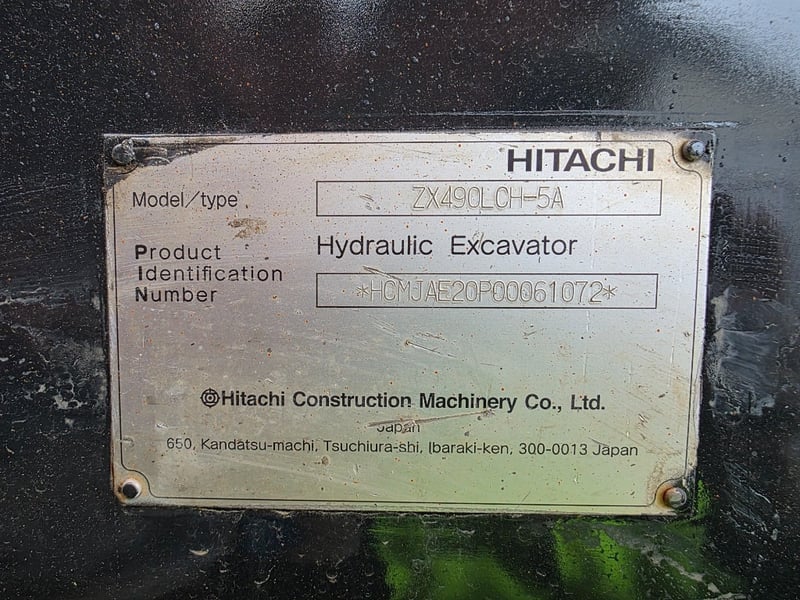 HITACHI
Model/type ZX490LCH-5A
Hydraulic Excavator
Product
Identification
Number *HCMJAE20P00061072*
Hitachi Construction Machinery Co., Ltd.
Japan
650, Kandatsu-machi, Tsuchiura-shi, Ibaraki-ken, 300-0013 Japan